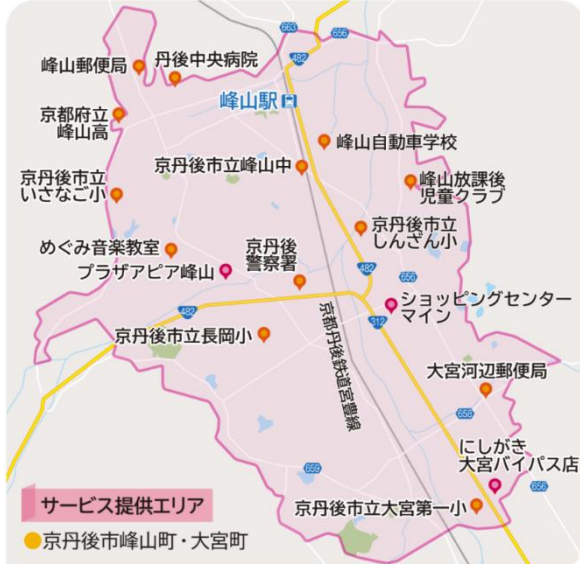 663
656
峰山郵便局
丹後中央病院
482
峰山駅
京都府立
峰山高
峰山自動車学校
京丹後市立峰山中
京丹後市立
いさなご小
峰山放課後
児童クラブ
京丹後市立
しんざん小
めぐみ音楽教室
プラザアピア峰山
京丹後
警察署
482
656
482
ショッピングセンター
マイン
312
京丹後市立長岡小
京都丹後鉄道宮豊線
大宮河辺郵便局
658
にしがき
大宮バイパス店
659
656
サービス提供エリア
京丹後市立大宮第一小
京丹後市峰山町・大宮町